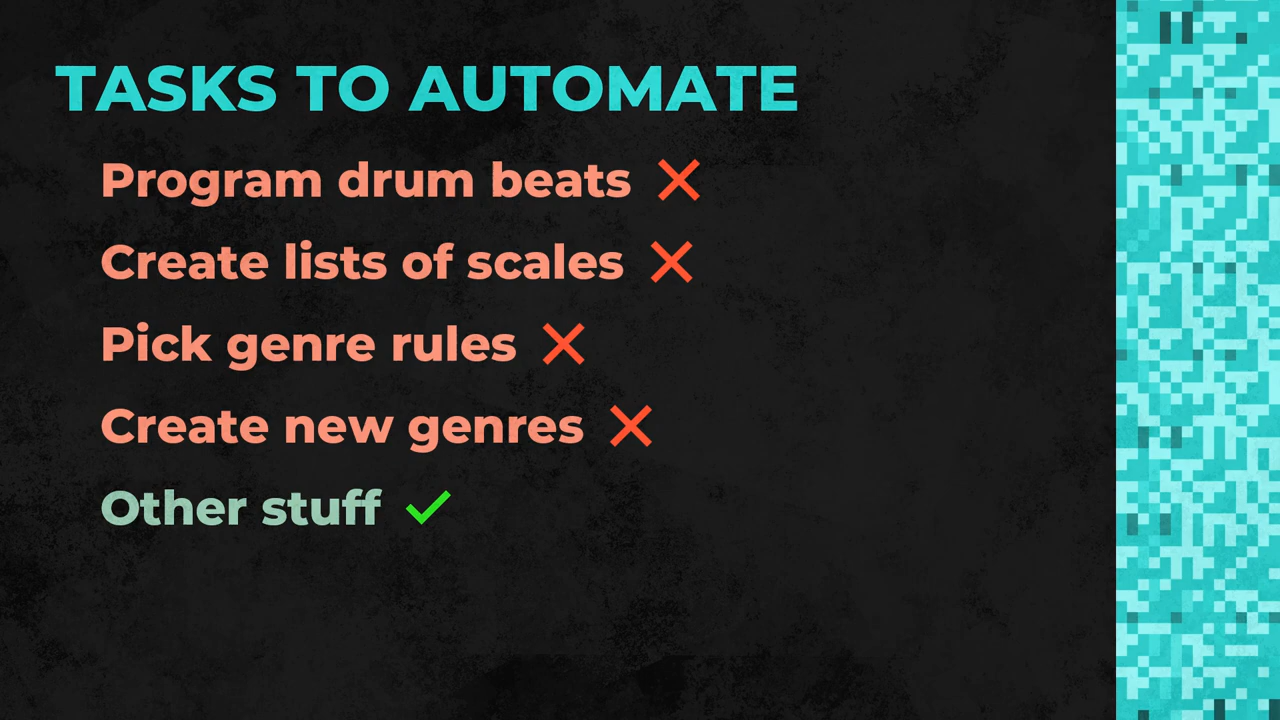 TASKS TO AUTOMATE
Program drum beats ❌
Create lists of scales ❌
Pick genre rules ❌
Create new genres ❌
Other stuff ✓